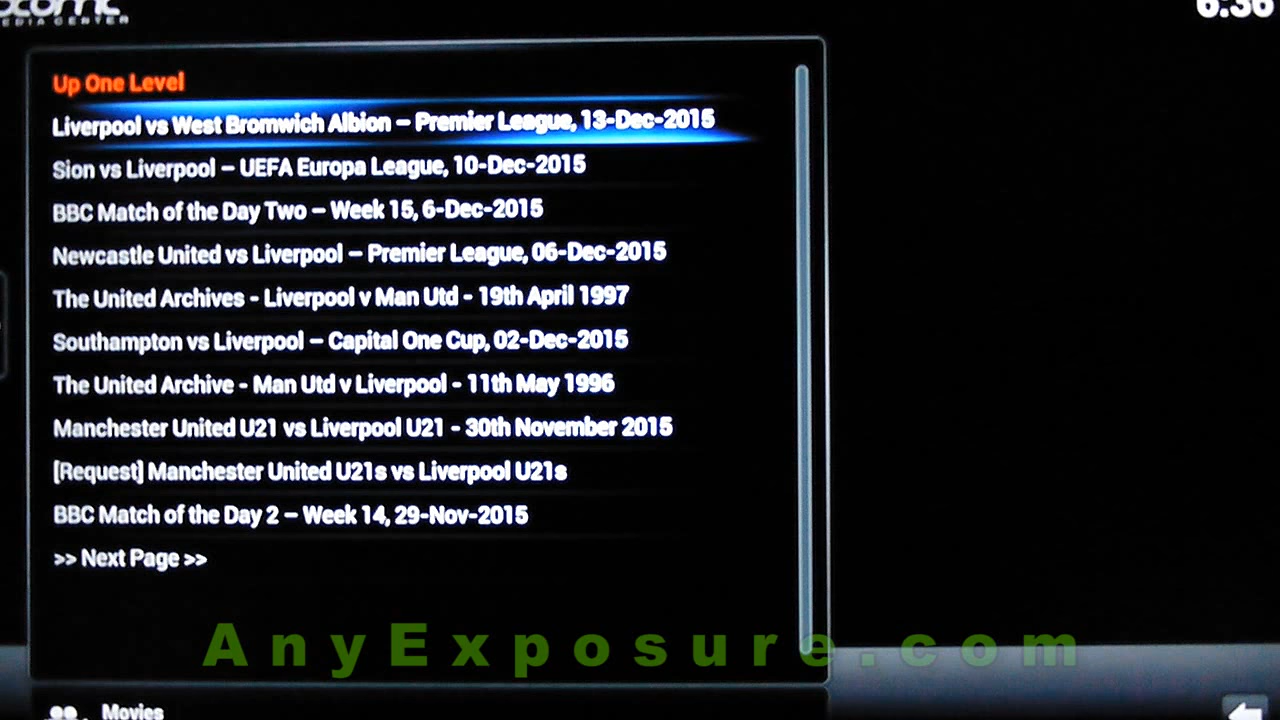 MEDIA CENTER
6:36
Up One Level
Liverpool vs West Bromwich Albion – Premier League, 13-Dec-2015
Sion vs Liverpool – UEFA Europa League, 10-Dec-2015
BBC Match of the Day Two – Week 15, 6-Dec-2015
Newcastle United vs Liverpool – Premier League, 06-Dec-2015
The United Archives - Liverpool v Man Utd - 19th April 1997
Southampton vs Liverpool – Capital One Cup, 02-Dec-2015
The United Archive - Man Utd v Liverpool - 11th May 1996
Manchester United U21 vs Liverpool U21 - 30th November 2015
[Request] Manchester United U21s vs Liverpool U21s
BBC Match of the Day 2 – Week 14, 29-Nov-2015
>> Next Page >>
AnyExposure.com
Movies